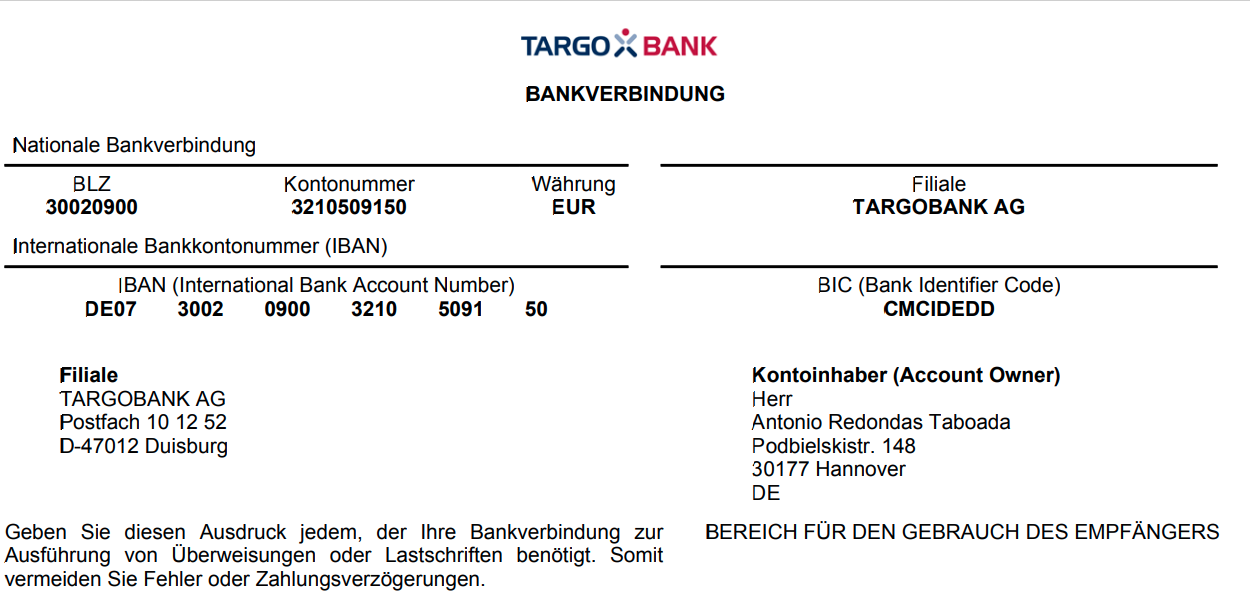 TARGO BANK
BANKVERBINDUNG
Nationale Bankverbindung
BLZ Kontonummer Währung Filiale
30020900 3210509150 EUR TARGOBANK AG
Internationale Bankkontonummer (IBAN)
IBAN (International Bank Account Number) BIC (Bank Identifier Code)
DE07 3002 0900 3210 5091 50 CMCIDEDD
Filiale
TARGOBANK AG
Postfach 10 12 52
D-47012 Duisburg
Kontoinhaber (Account Owner)
Herr
Antonio Redondas Taboada
Podbielskistr. 148
30177 Hannover
DE
Geben Sie diesen Ausdruck jedem, der Ihre Bankverbindung zur
Ausführung von Überweisungen oder Lastschriften benötigt. Somit
vermeiden Sie Fehler oder Zahlungsverzögerungen.
BEREICH FÜR DEN GEBRAUCH DES EMPFÄNGERS